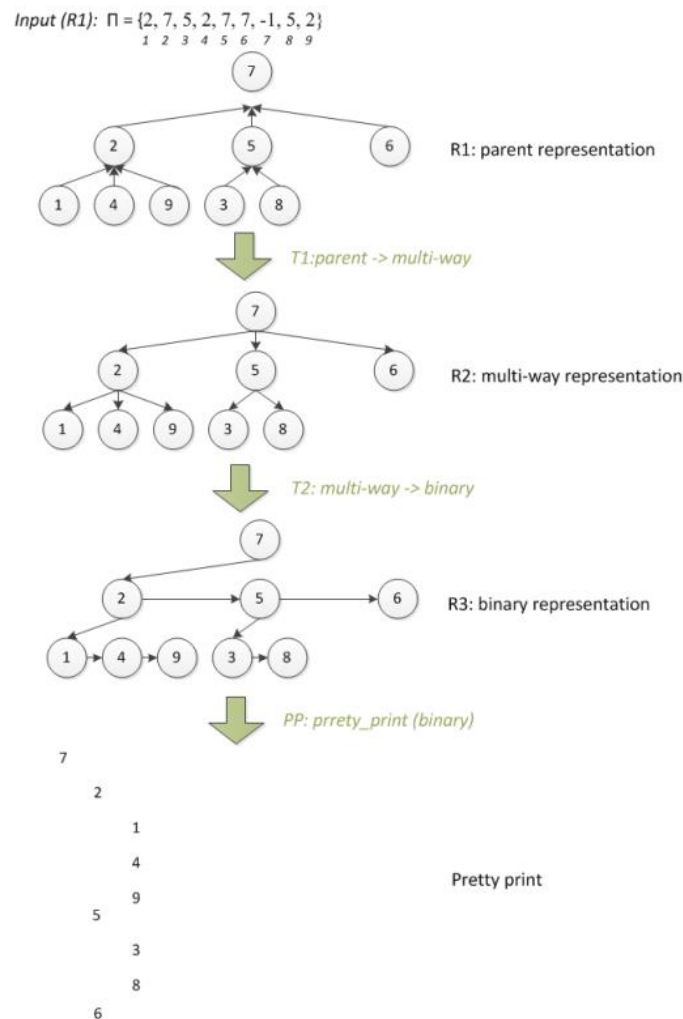 Input (R1): Π = {2, 7, 5, 2, 7, 7, -1, 5, 2}
1 2 3 4 5 6 7 8 9
7
2 5 6 R1: parent representation
1 4 9 3 8
T1:parent -> multi-way
7
2 5 6 R2: multi-way representation
1 4 9 3 8
T2: multi-way -> binary
7
2 5 6 R3: binary representation
1 4 9 3 8
PP: prrety_print (binary)
7
2
1
4
Pretty print
9
5
3
8
6